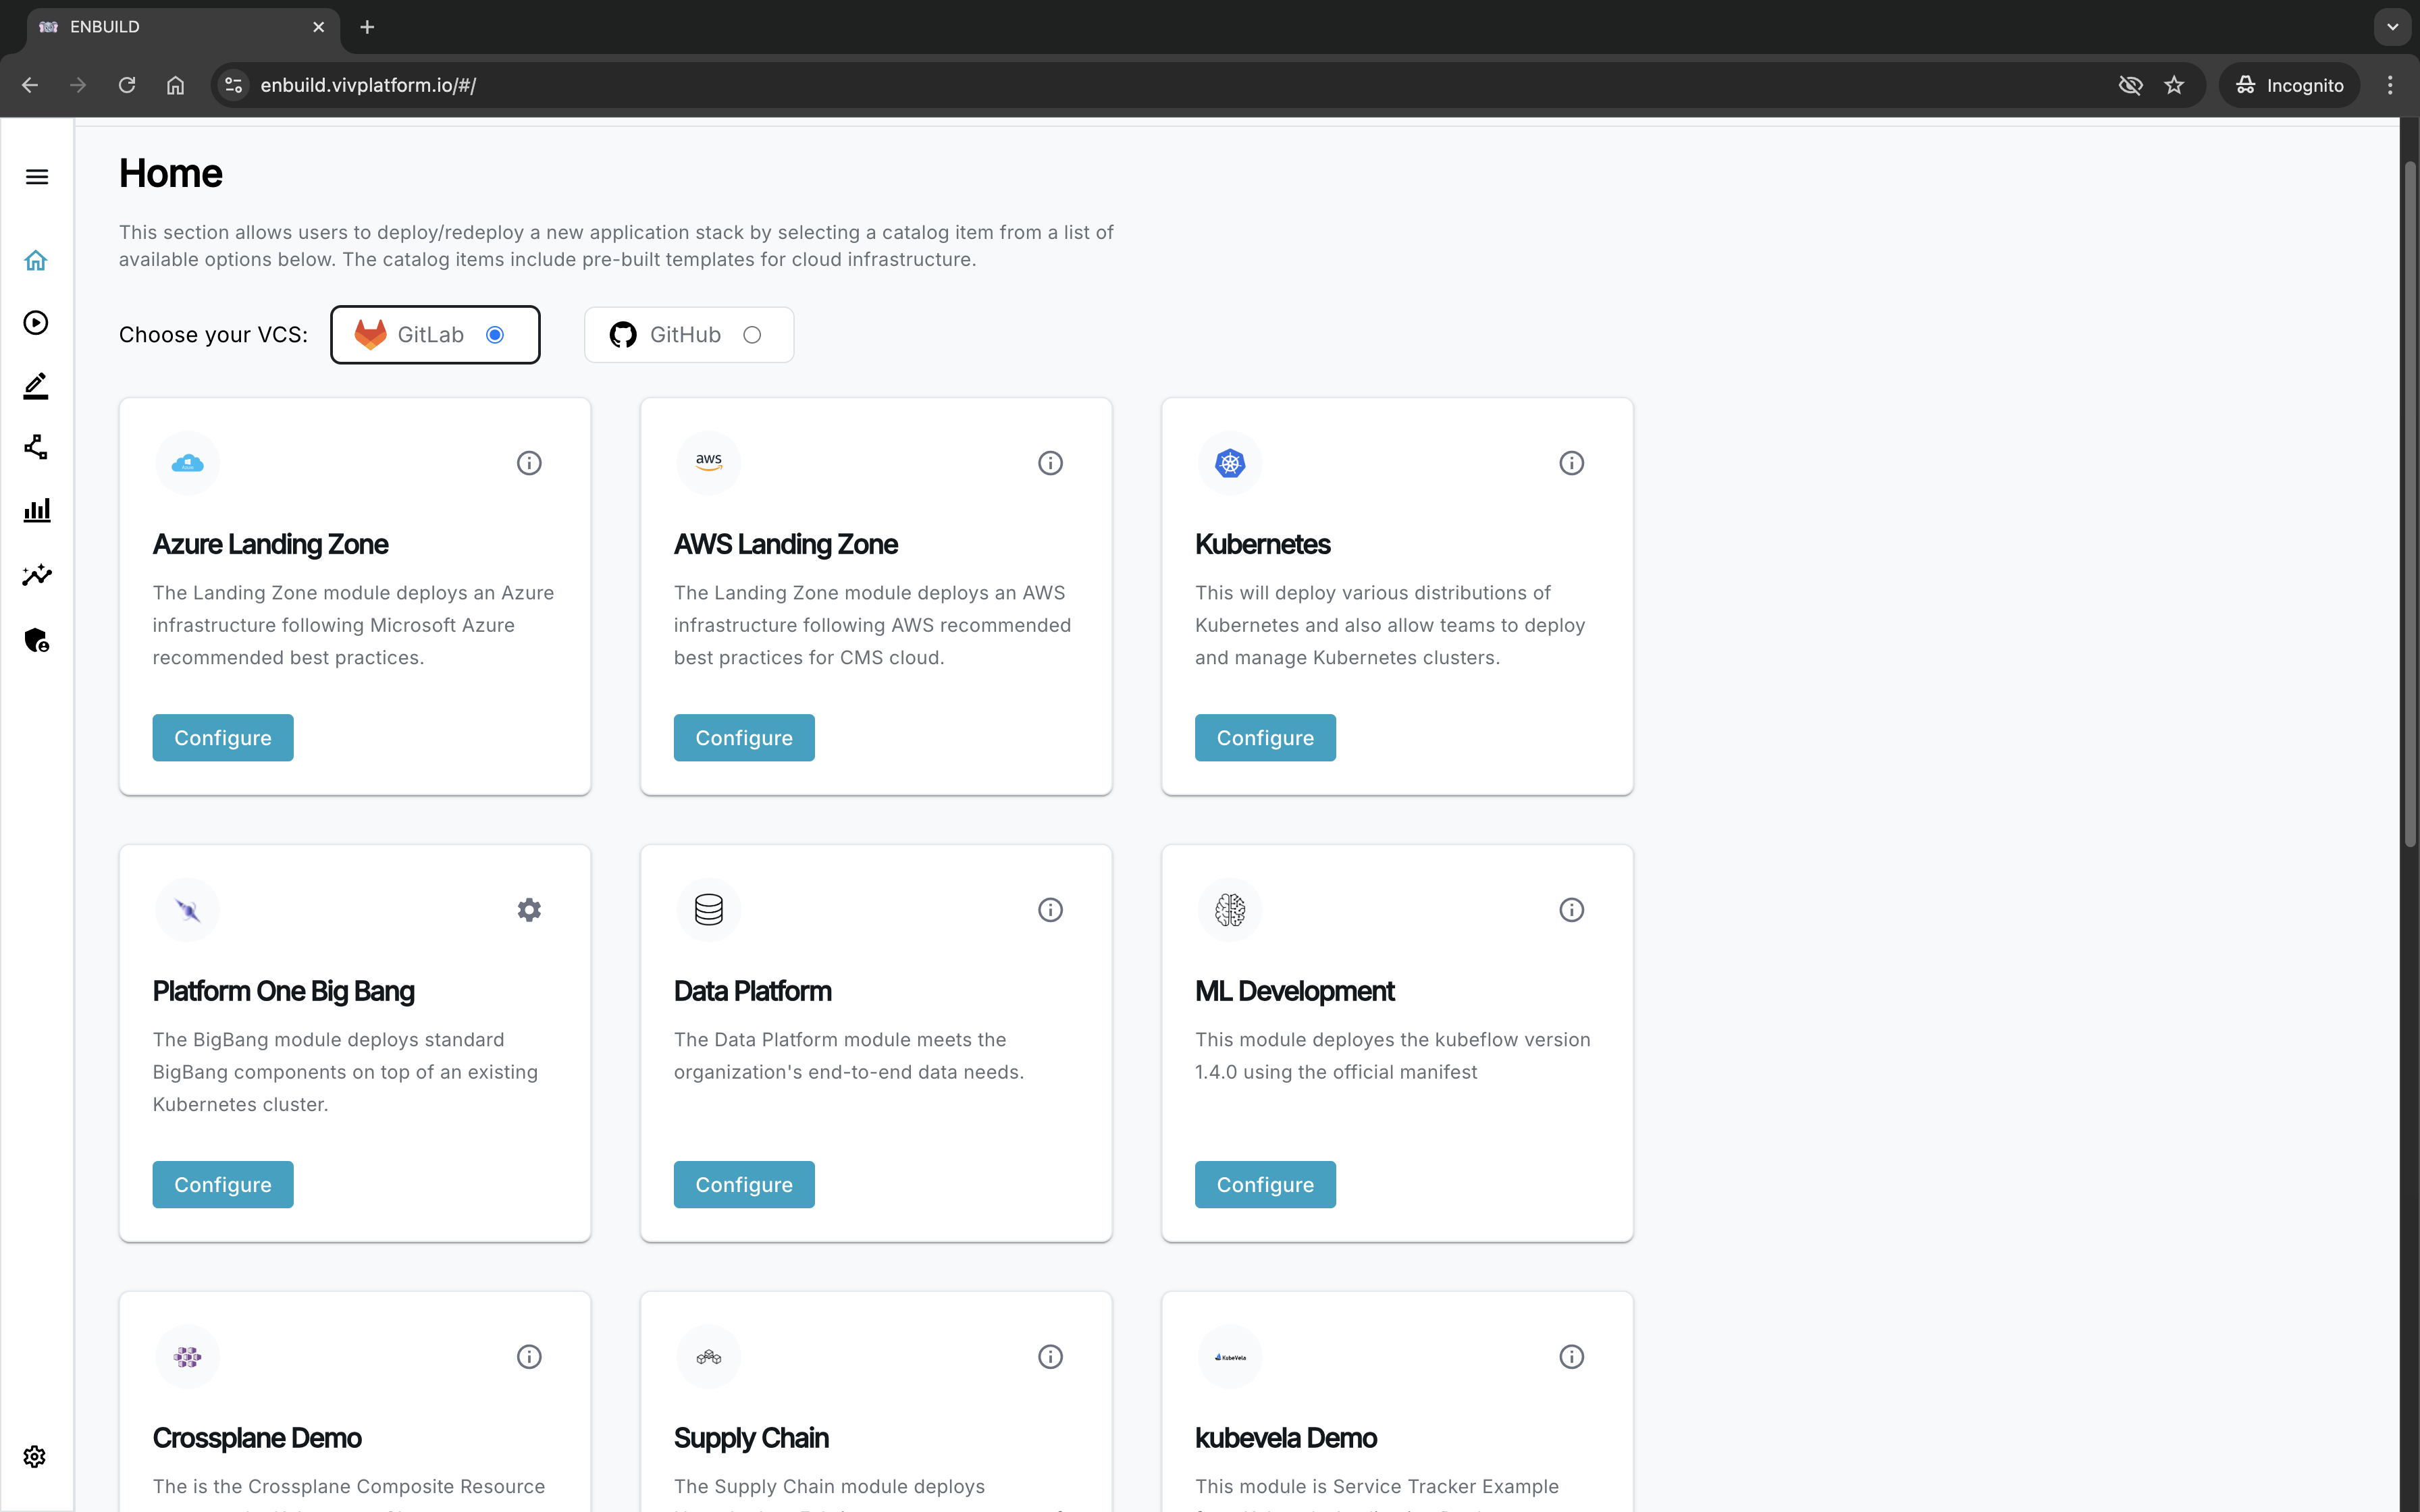 ENBUILD
enbuild.vivplatform.io/#/
Incognito
Home
This section allows users to deploy/redeploy a new application stack by selecting a catalog item from a list of
available options below. The catalog items include pre-built templates for cloud infrastructure.
Choose your VCS:
GitLab
GitHub
Azure Landing Zone
The Landing Zone module deploys an Azure
infrastructure following Microsoft Azure
recommended best practices.
Configure
aws
AWS Landing Zone
The Landing Zone module deploys an AWS
infrastructure following AWS recommended
best practices for CMS cloud.
Configure
Kubernetes
This will deploy various distributions of
Kubernetes and also allow teams to deploy
and manage Kubernetes clusters.
Configure
Platform One Big Bang
The BigBang module deploys standard
BigBang components on top of an existing
Kubernetes cluster.
Configure
Data Platform
The Data Platform module meets the
organization's end-to-end data needs.
Configure
ML Development
This module deployes the kubeflow version
1.4.0 using the official manifest
Configure
Crossplane Demo
The is the Crossplane Composite Resource
Supply Chain
The Supply Chain module deploys
KubeVela
kubevela Demo
This module is Service Tracker Example